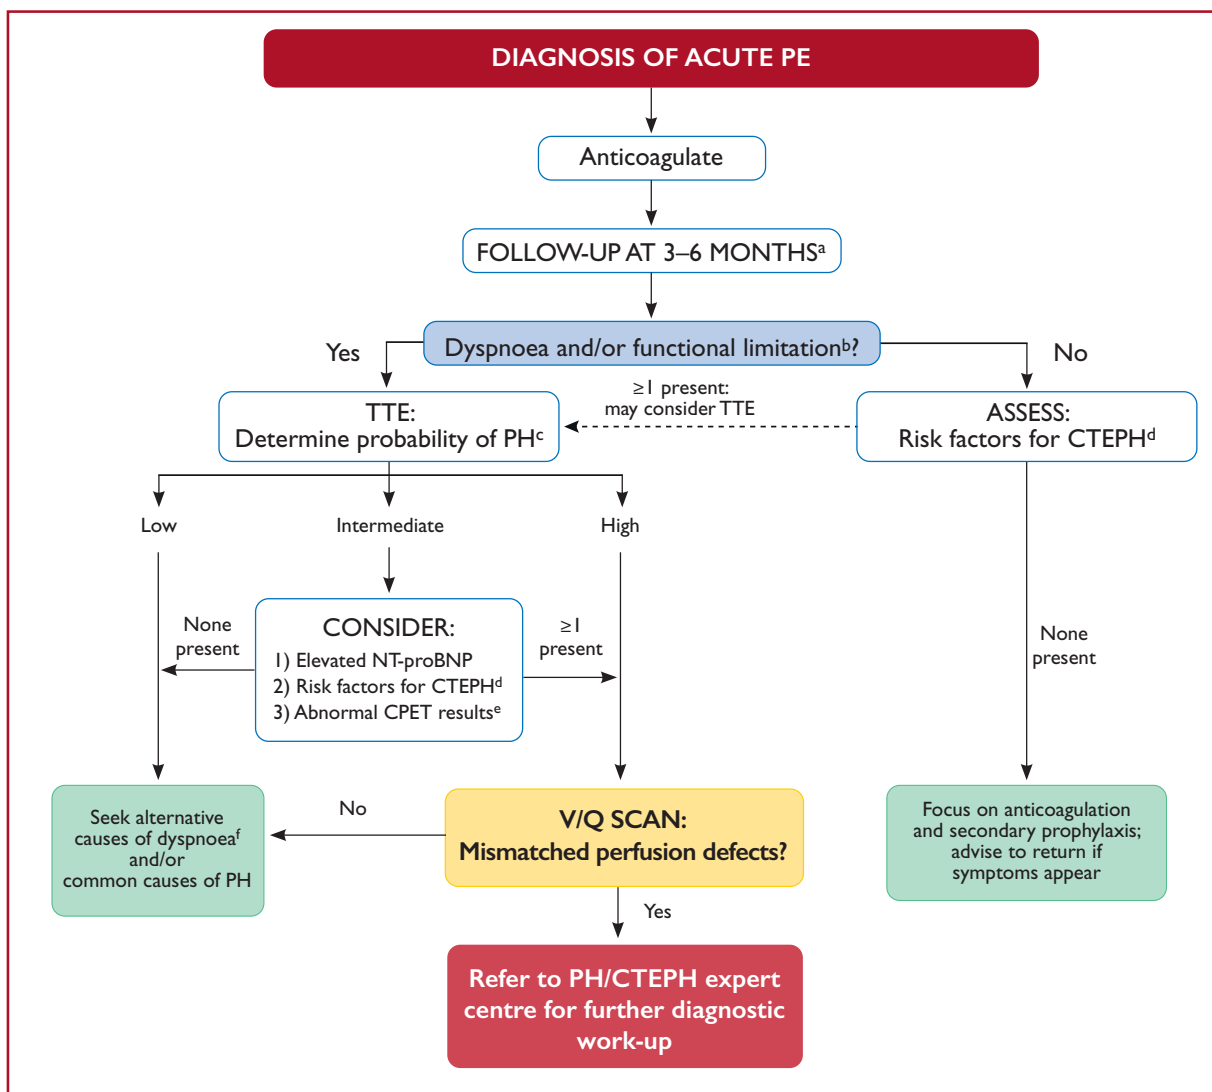 DIAGNOSIS OF ACUTE PE
Anticoagulate
FOLLOW-UP AT 3–6 MONTHSᵃ
Dyspnoea and/or functional limitationᵇ?
Yes
No
≥1 present:
may consider TTE
TTE:
Determine probability of PHᶜ
ASSESS:
Risk factors for CTEPHᵈ
Low
Intermediate
High
None
present
CONSIDER:
1) Elevated NT-proBNP
2) Risk factors for CTEPHᵈ
3) Abnormal CPET resultsᵉ
≥1
present
None
present
Seek alternative
causes of dyspnoeaᶠ
and/or
common causes of PH
No
V/Q SCAN:
Mismatched perfusion defects?
Focus on anticoagulation
and secondary prophylaxis;
advise to return if
symptoms appear
Yes
Refer to PH/CTEPH expert
centre for further diagnostic
work-up